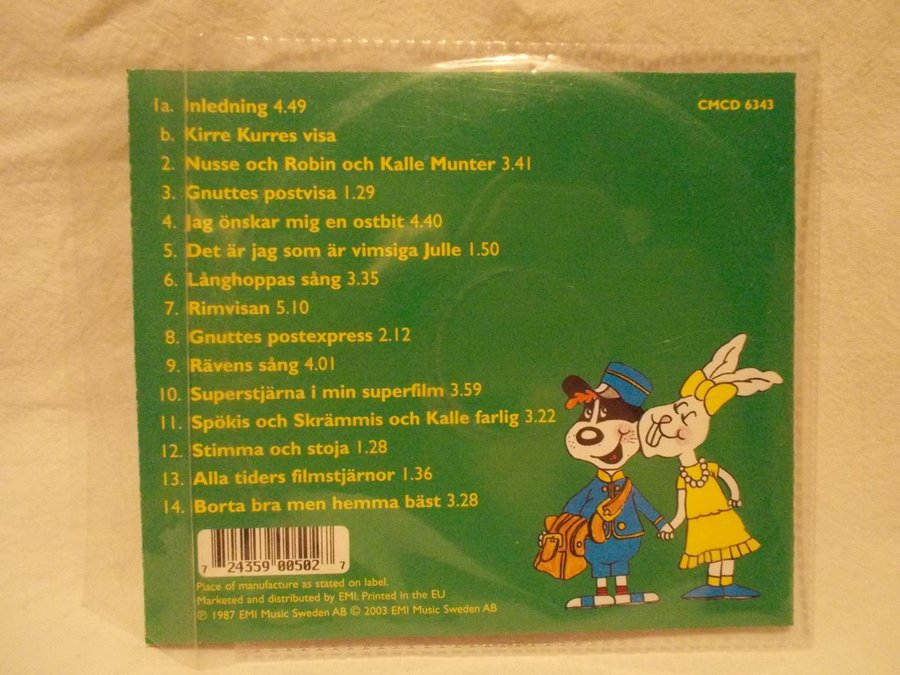 1a. Inledning 4.49
CMCD 6343
b. Kirre Kurres visa
2. Nusse och Robin och Kalle Munter 3.41
3. Gnuttes postvisa 1.29
4. Jag önskar mig en ostbit 4.40
5. Det är jag som är vimsiga Julle 1.50
6. Långhoppas sång 3.35
7. Rimvisan 5.10
8. Gnuttes postexpress 2.12
9. Rävens sång 4.01
10. Superstjärna i min superfilm 3.59
11. Spökis och Skrämmis och Kalle farlig 3.22
12. Stimma och stoja 1.28
13. Alla tiders filmstjärnor 1.36
14. Borta bra men hemma bäst 3.28
7 24359 00502 7
Place of manufacture as stated on label.
Marketed and distributed by EMI. Printed in the EU
℗ 1987 EMI Music Sweden AB © 2003 EMI Music Sweden AB